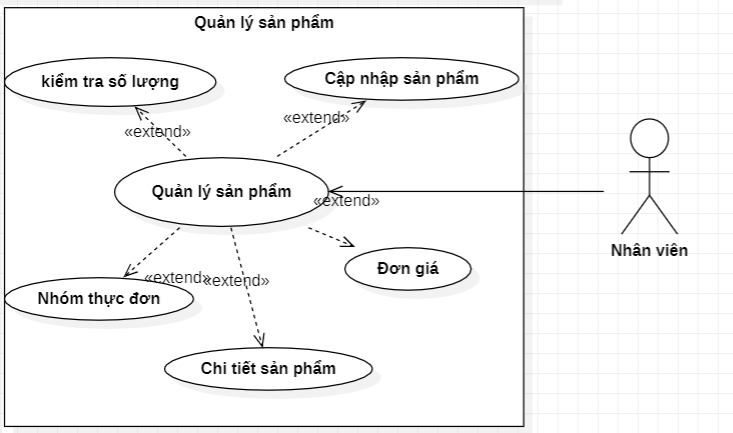 Quản lý sản phẩm
kiểm tra số lượng
Cập nhập sản phẩm
«extend»
«extend»
Quản lý sản phẩm
«extend»
Nhân viên
«extend»
«extend»
Đơn giá
Nhóm thực đơn
Chi tiết sản phẩm